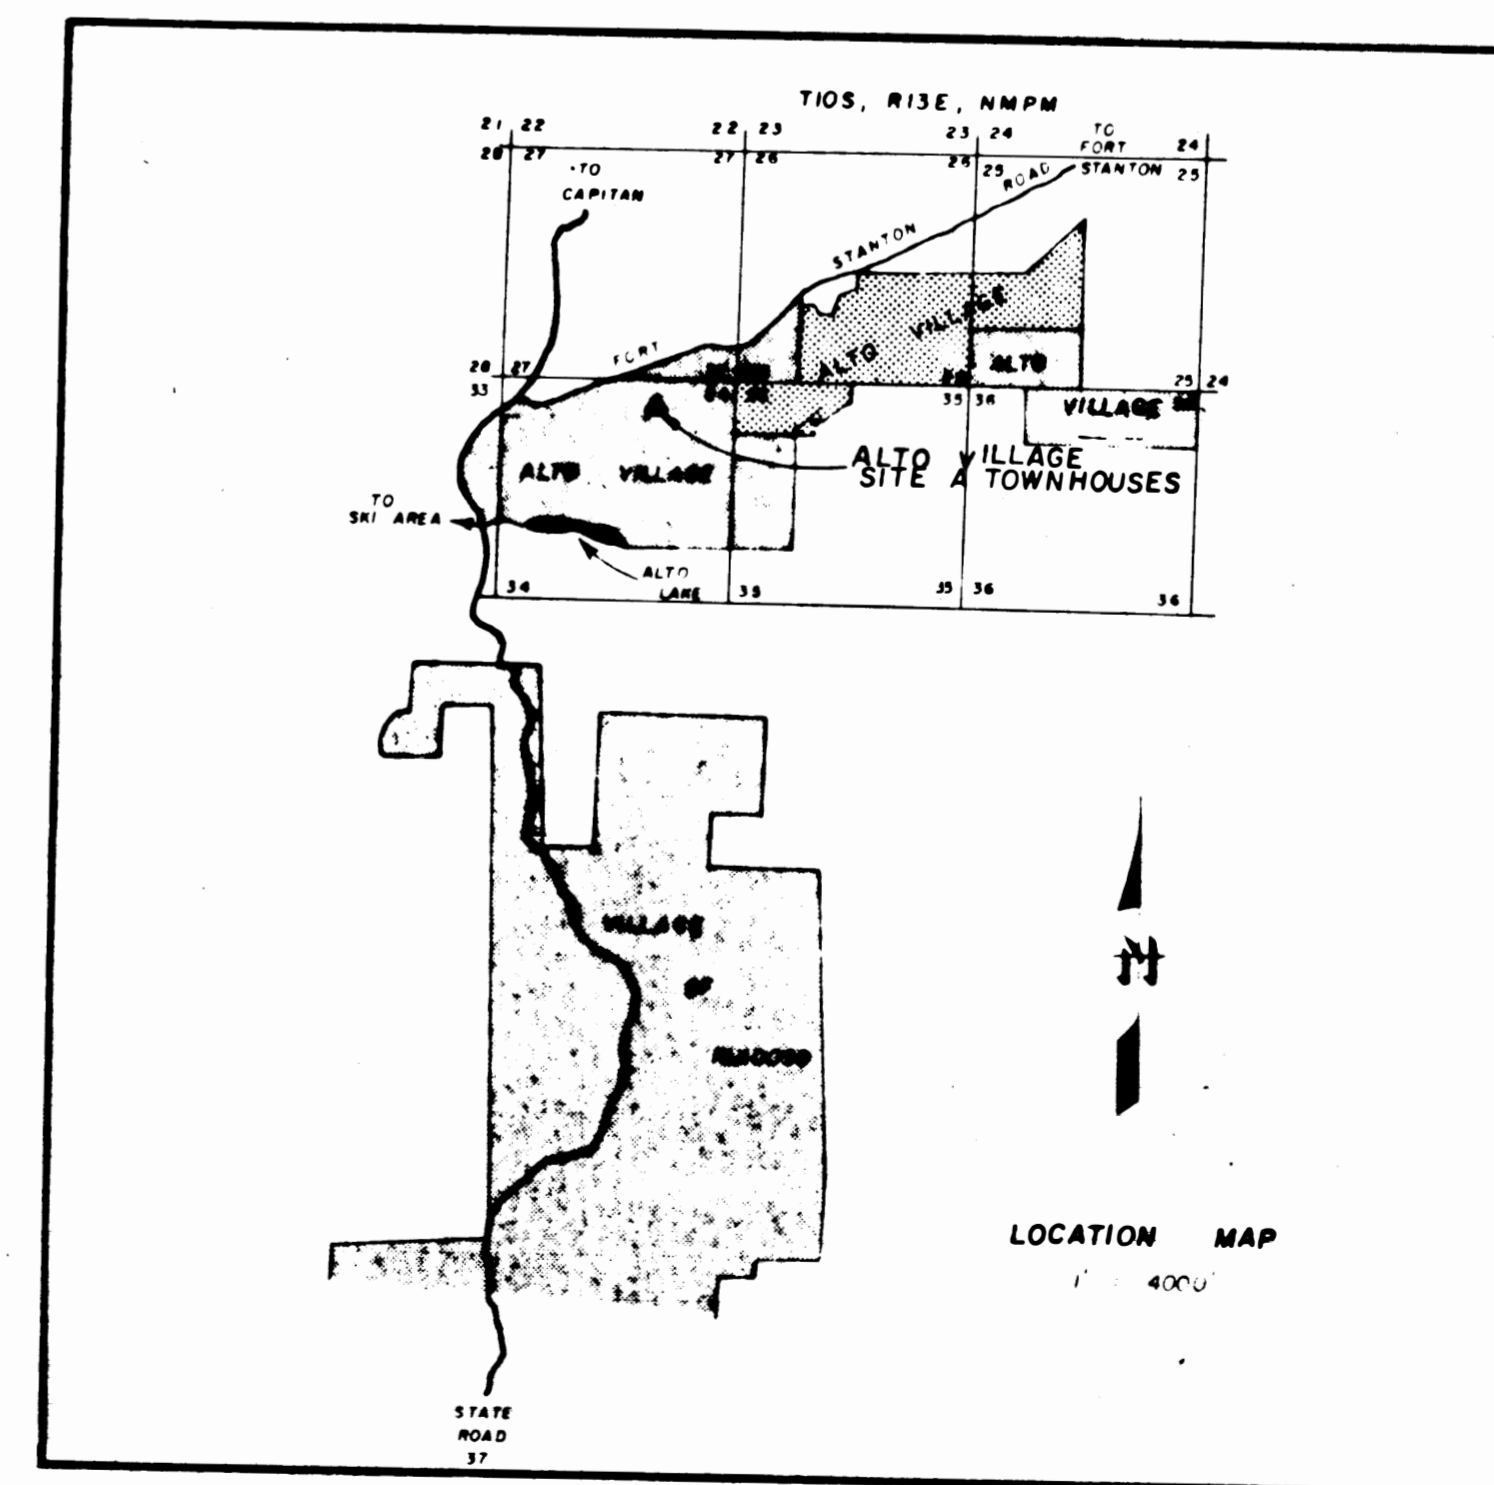 T10S, R13E, NMPM
21 22
22 23
23 24
24
TO
FORT
STANTON
28 27
27 26
26
25
25
TO
CAPITAN
ROAD
STANTON
FORT
ALTO VILLAGE
28 27
33
ALTO
VILLAGE
25 24
35 36
ALTO VILLAGE
ALTO VILLAGE
SITE A TOWNHOUSES
TO
SKI AREA
ALTO
LAKE
34
35
35 36
36
VILLAGE
OF
RUIDOSO
N
LOCATION MAP
1" : 4000'
STATE
ROAD
37